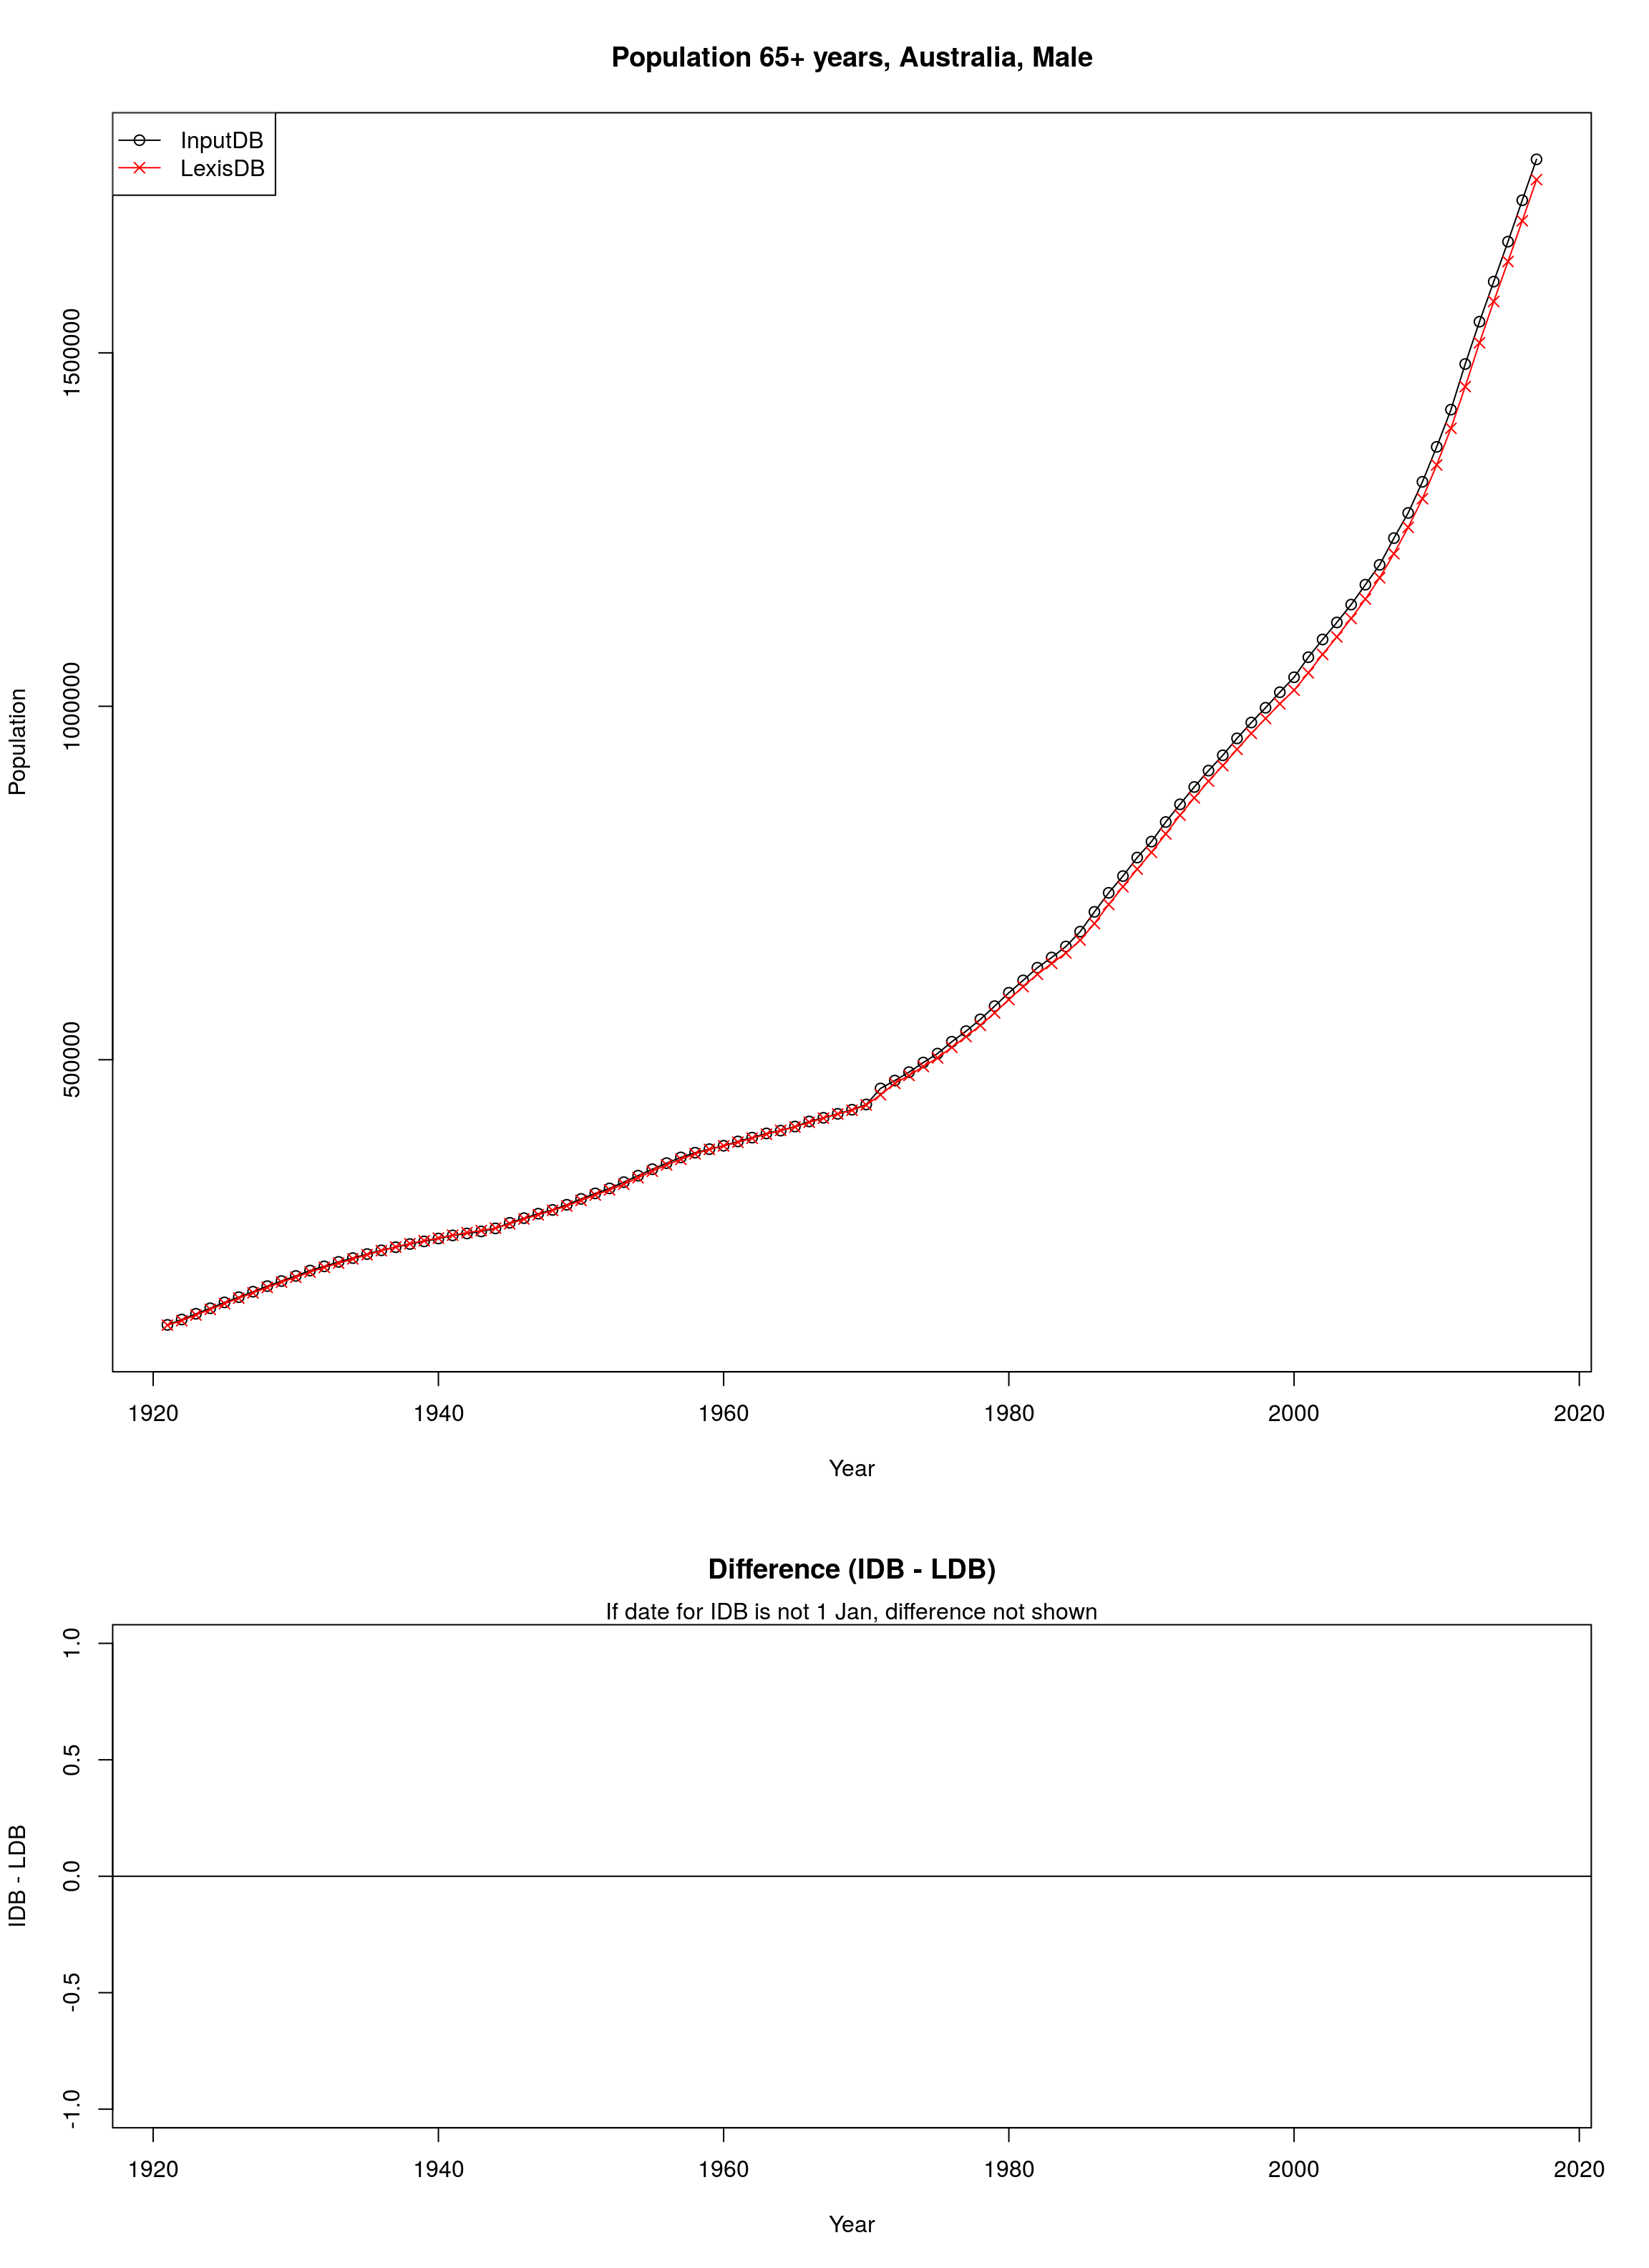 Population 65+ years, Australia, Male
InputDB
LexisDB
Population
1500000
1000000
500000
1920 1940 1960 1980 2000 2020
Year
Difference (IDB - LDB)
If date for IDB is not 1 Jan, difference not shown
IDB - LDB
1.0
0.5
0.0
-0.5
-1.0
1920 1940 1960 1980 2000 2020
Year